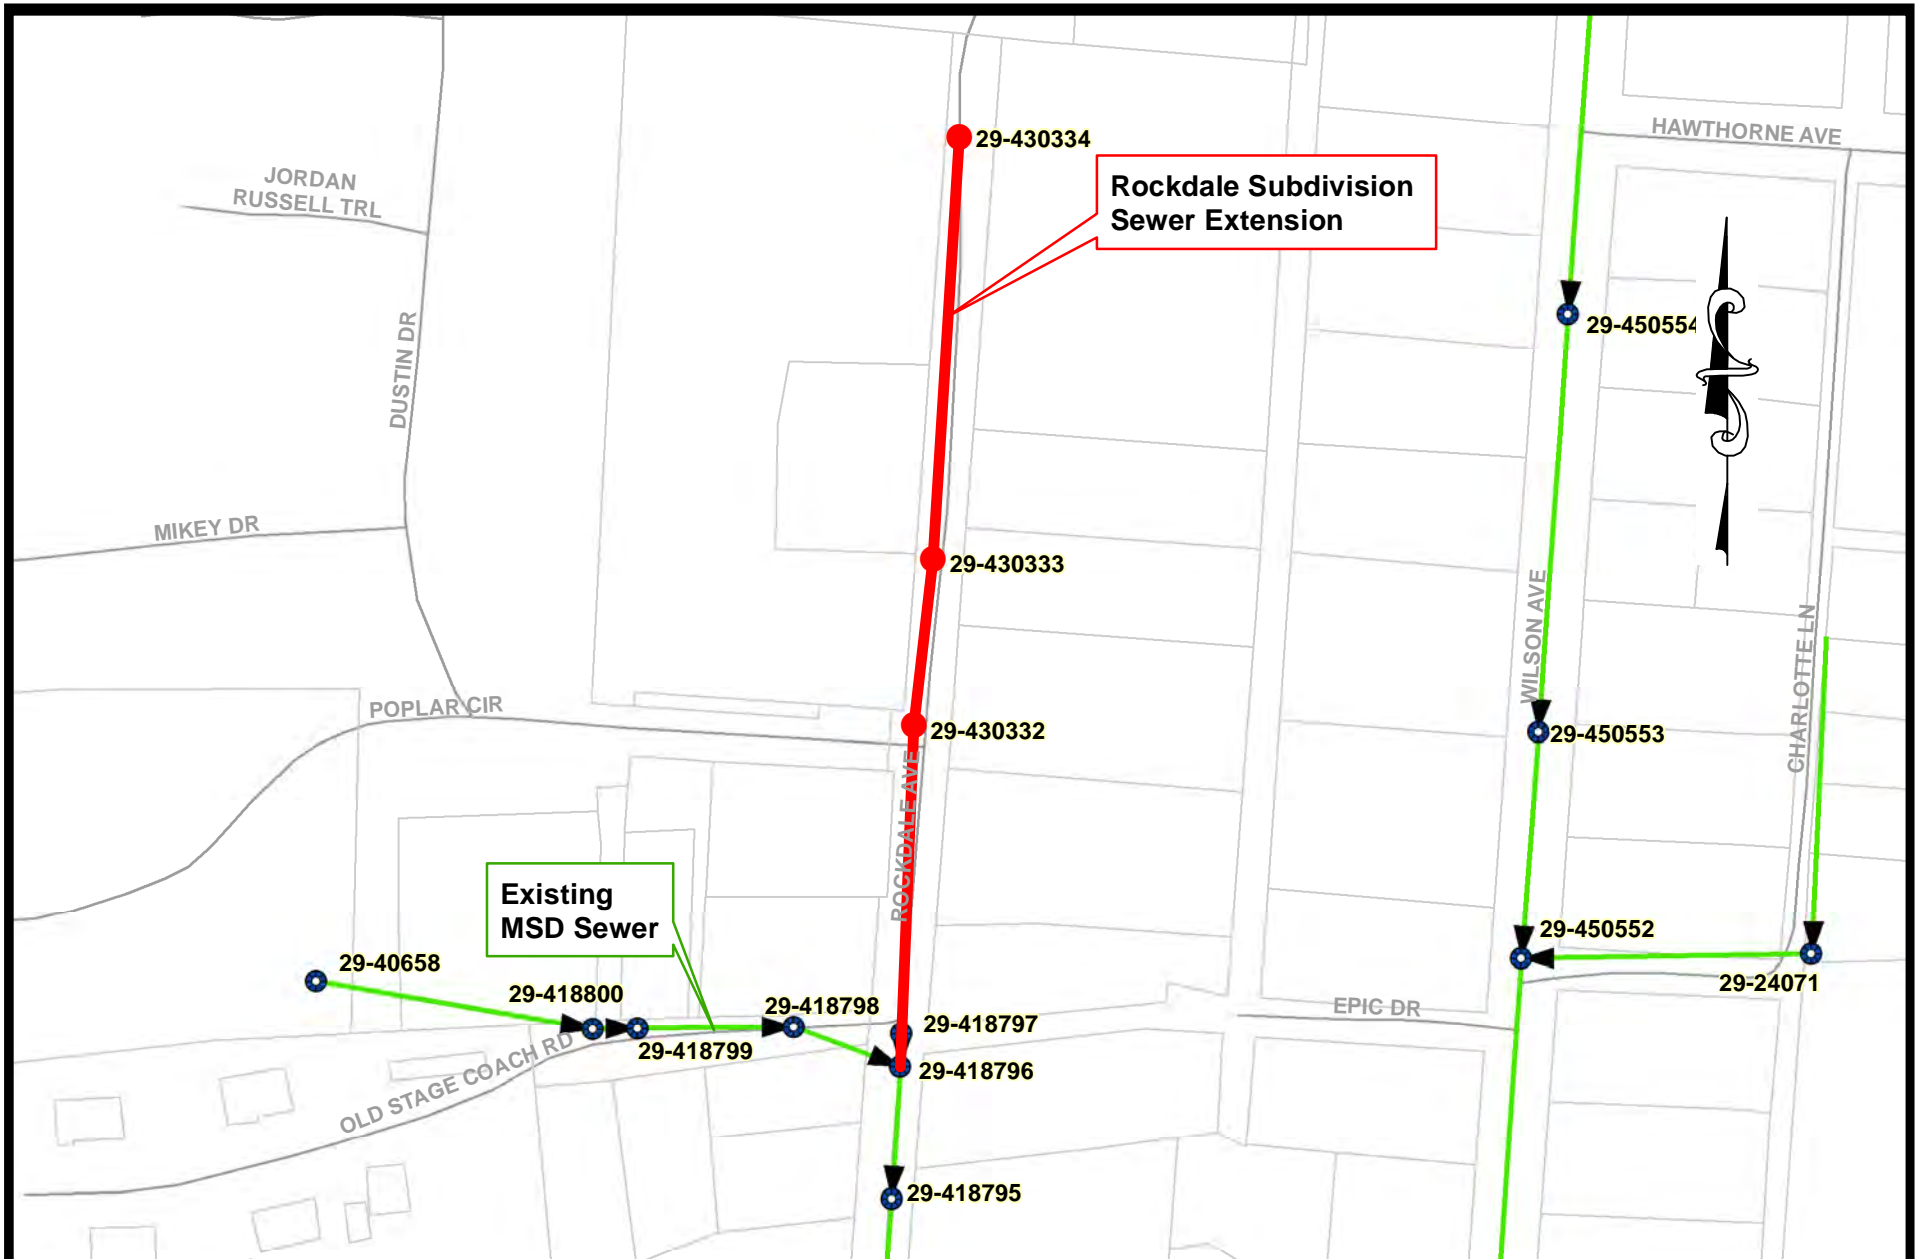 HAWTHORNE AVE
29-430334
JORDAN
RUSSELL TRL
Rockdale Subdivision
Sewer Extension
29-450554
DUSTIN DR
MIKEY DR
29-430333
WILSON AVE
CHARLOTTE LN
POPLAR CIR
29-430332
29-450553
ROCKDALE AVE
Existing
MSD Sewer
29-450552
29-40658
29-24071
29-418800
29-418798
EPIC DR
29-418797
29-418799
29-418796
OLD STAGE COACH RD
29-418795